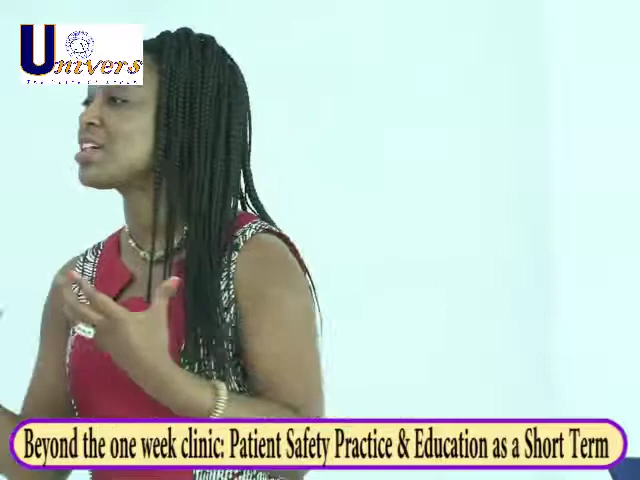 Univers
Beyond the one week clinic: Patient Safety Practice & Education as a Short Term